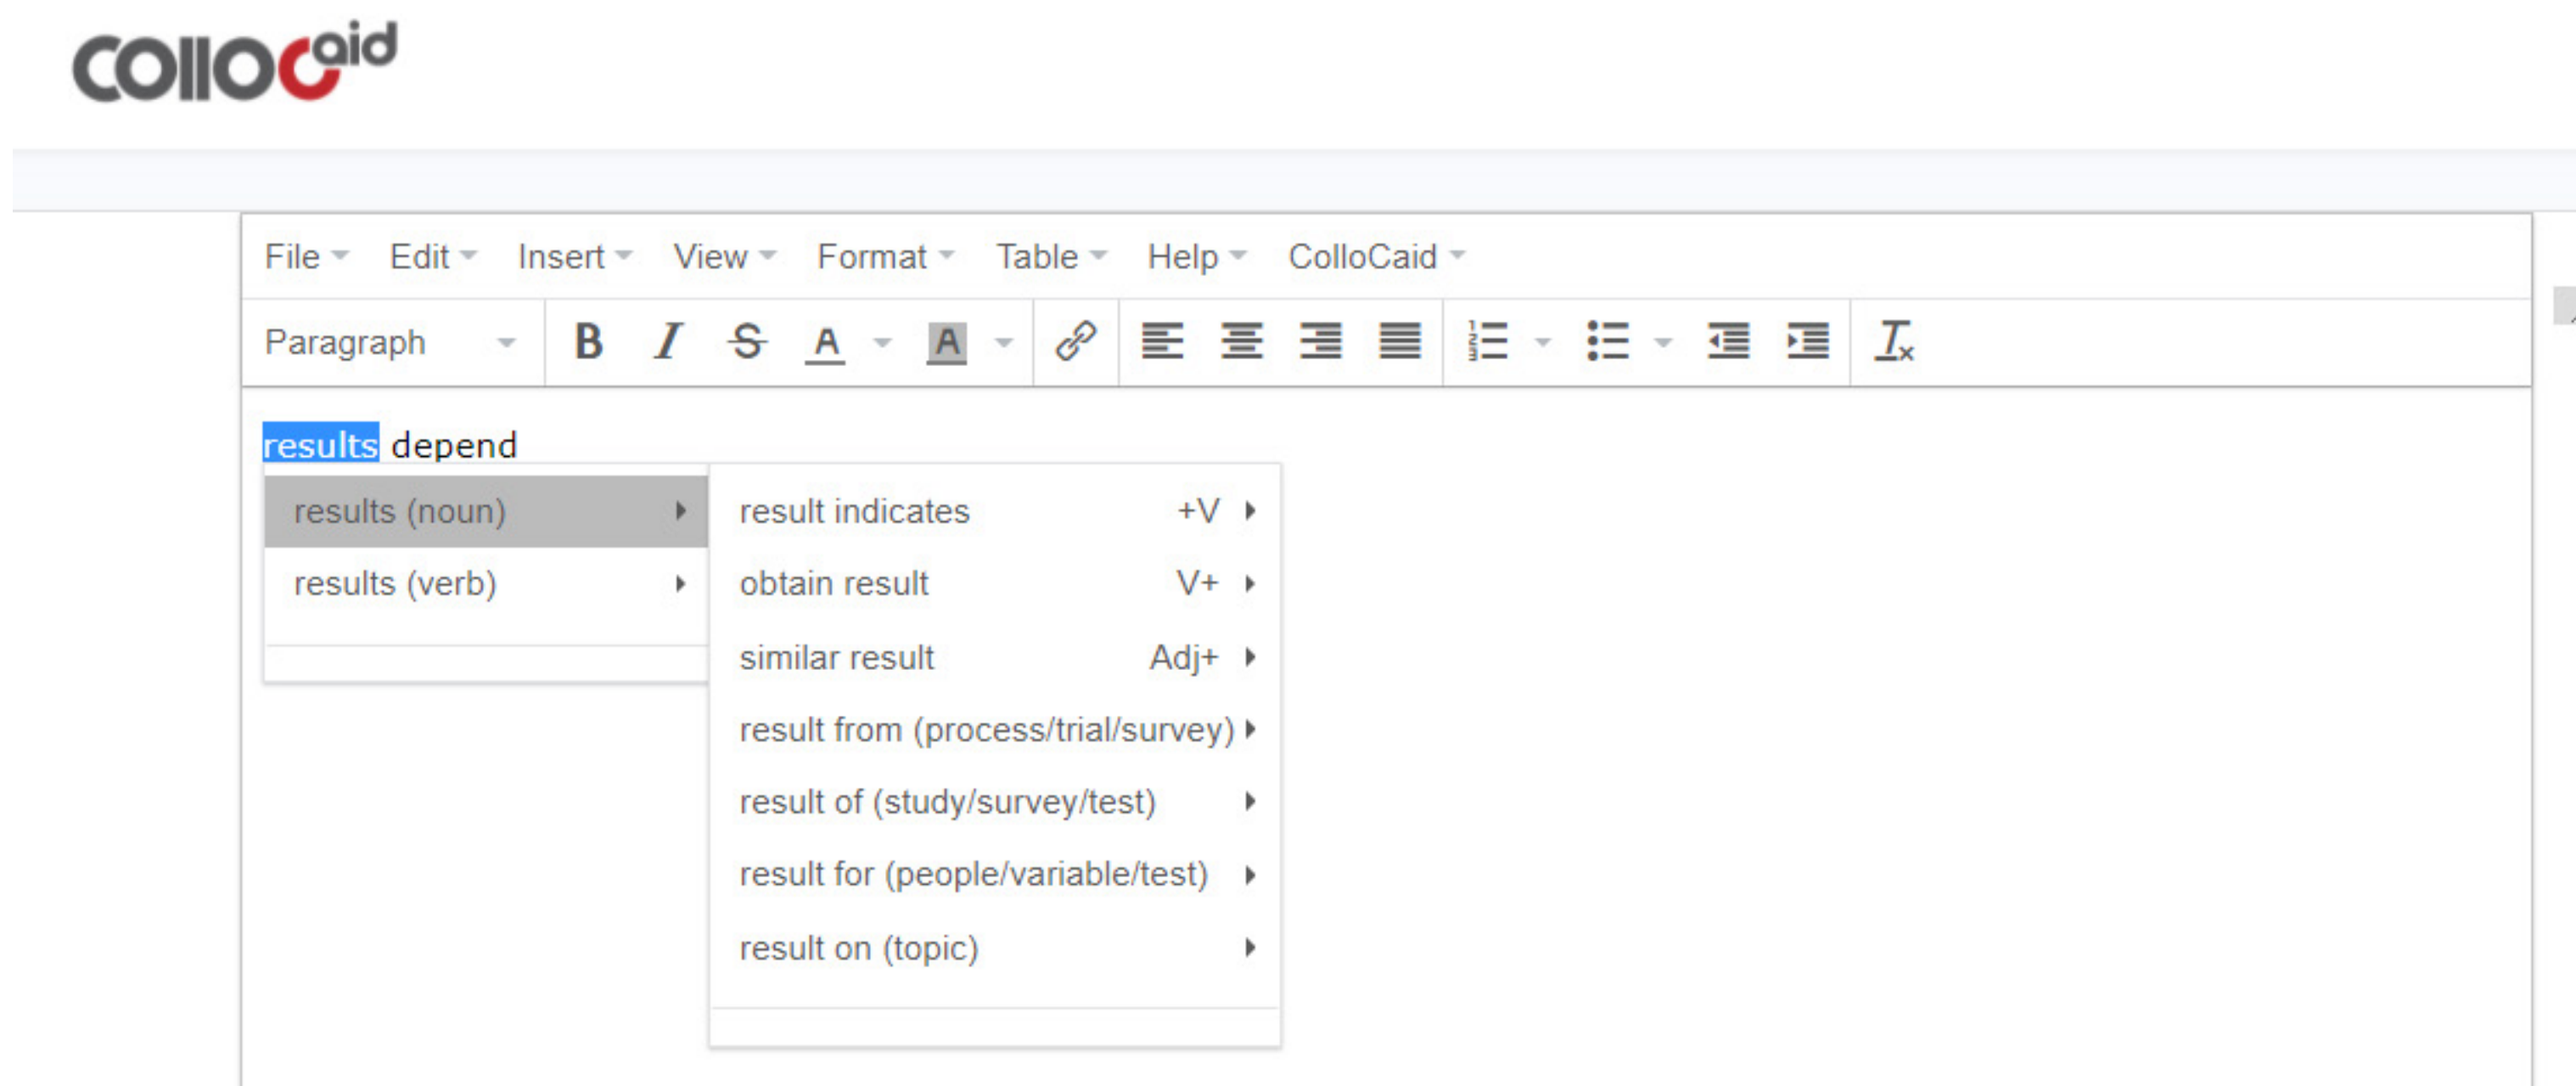 collocaid
File Edit Insert View Format Table Help ColloCaid
Paragraph B I S A A
results depend
results (noun)
results (verb)
result indicates +V
obtain result V+
similar result Adj+
result from (process/trial/survey)
result of (study/survey/test)
result for (people/variable/test)
result on (topic)